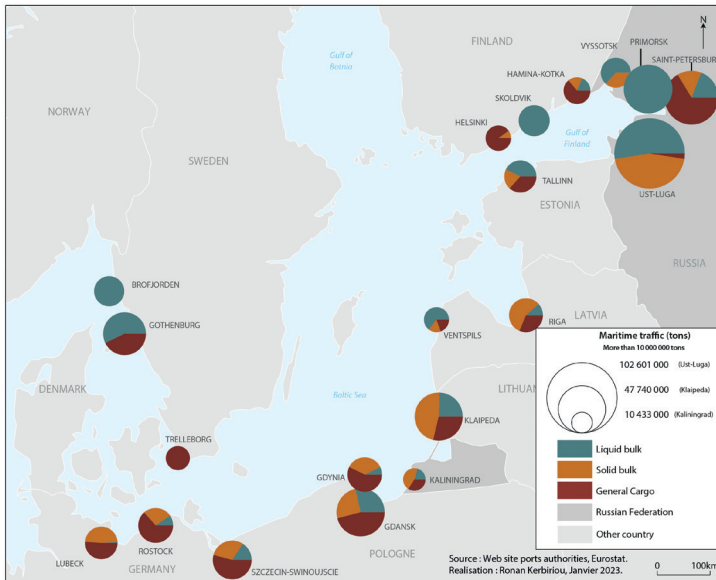 FINLAND
VYSSOTSK
PRIMORSK
N
SAINT-PETERSBUR
Gulf of
Botnia
HAMINA-KOTKA
SKOLDVIK
NORWAY
HELSINKI
Gulf of
Finland
SWEDEN
TALLINN
UST-LUGA
ESTONIA
RUSSIA
BROFJORDEN
GOTHENBURG
VENTSPILS
RIGA
LATVIA
DENMARK
Baltic Sea
LITHUAN
KLAIPEDA
TRELLEBORG
GDYNIA
KALININGRAD
GDANSK
ROSTOCK
LUBECK
GERMANY
SZCZECIN-SWINOUJSCIE
POLOGNE
Maritime traffic (tons)
More than 10 000 000 tons
102 601 000 (Ust-Luga)
47 740 000 (Klaipeda)
10 433 000 (Kaliningrad)
Liquid bulk
Solid bulk
General Cargo
Russian Federation
Other country
Source : Web site ports authorities, Eurostat.
Realisation : Ronan Kerbiriou, Janvier 2023.
0 100km